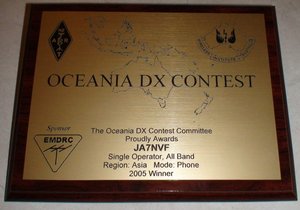 OCEANIA DX CONTEST
Sponsor
EMDRC
The Oceania DX Contest Committee
Proudly Awards
JA7NVF
Single Operator, All Band
Region: Asia Mode: Phone
2005 Winner